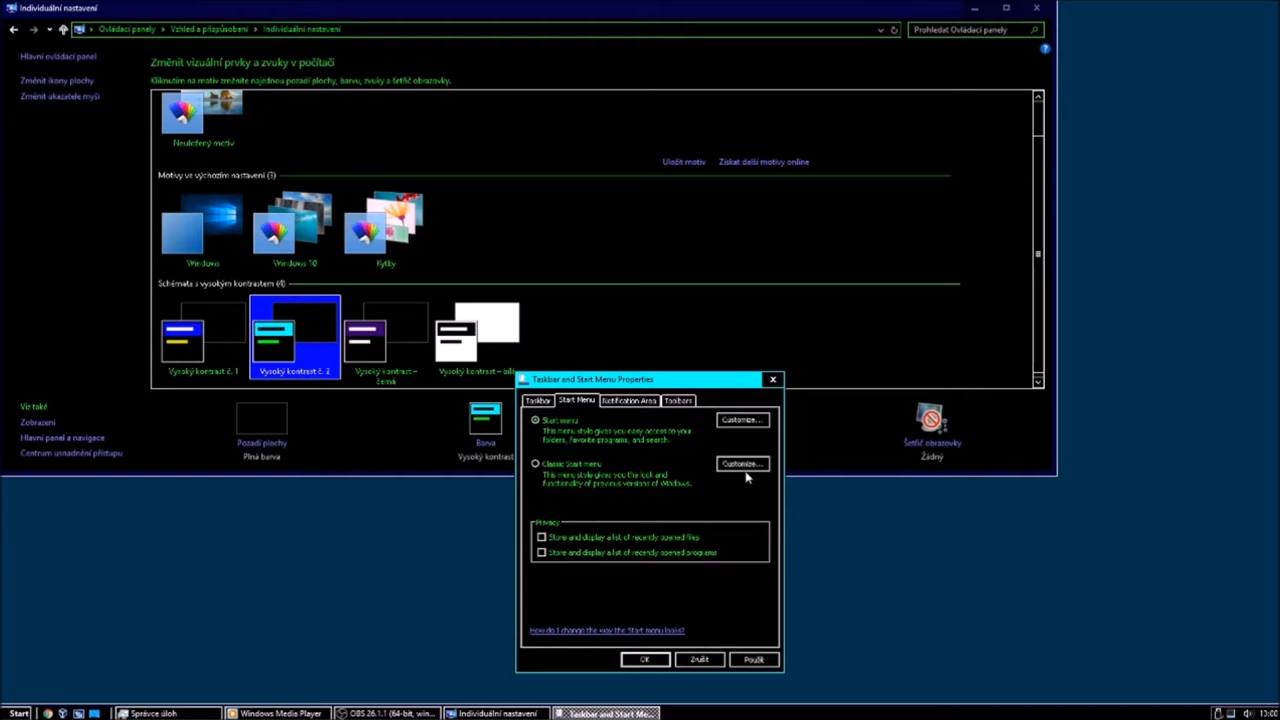 Individuální nastavení
Ovládací panely
Vzhled a přizpůsobení
Individuální nastavení
Prohledat Ovládací panely
Hlavní ovládací panel
Změnit ikony plochy
Změnit ukazatele myši
Změnit vizuální prvky a zvuky v počítači
Kliknutím na motiv změníte najednou pozadí plochy, barvu, zvuky a šetřič obrazovky.
Neuložený motiv
Uložit motiv
Získat další motivy online
Motivy ve výchozím nastavení (3)
Windows
Windows 10
Kytky
Schémata s vysokým kontrastem (4)
Vysoký kontrast č. 1
Vysoký kontrast č. 2
Vysoký kontrast – černá
Vysoký kontrast – bílá
Viz také
Zobrazení
Hlavní panel a navigace
Centrum usnadnění přístupu
Pozadí plochy
Plná barva
Barva
Vysoký kontrast
Šetřič obrazovky
Žádný
Taskbar and Start Menu Properties
Taskbar
Start Menu
Notification Area
Toolbars
Start menu
Customize...
This menu style gives you easy access to your
folders, favorite programs, and search.
Classic Start menu
Customize...
This menu style gives you the look and
functionality of previous versions of Windows.
Privacy
Store and display a list of recently opened files
Store and display a list of recently opened programs
How do I change the way the Start menu looks?
OK
Zrušit
Použít
Start
Správce úloh
Windows Media Player
OBS 26.1.1 (64-bit, win...
Individuální nastavení
Taskbar and Start Me...
13:00